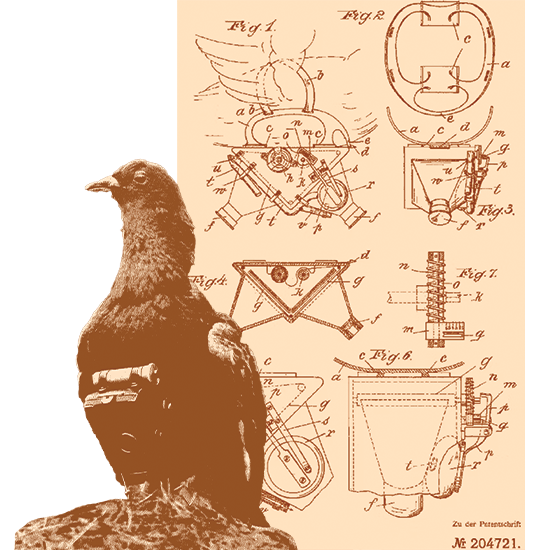 Fig. 1.
Fig. 2.
b
a b
c
o
n
m
c
e
d
u
t
w
k
k
s
r
f
g
t
v
p
f
c
a
e
a
c
d
m
g
p
u
w
n
t
f
r
Fig. 3.
Fig. 4.
d
g
k
g
f
Fig. 7.
n
o
k
m
g
c
n
p
g
s
r
Fig. 6.
c
c
a
g
n
m
p
g
p
t
r
f
Zu der Patentschrift
№ 204721.